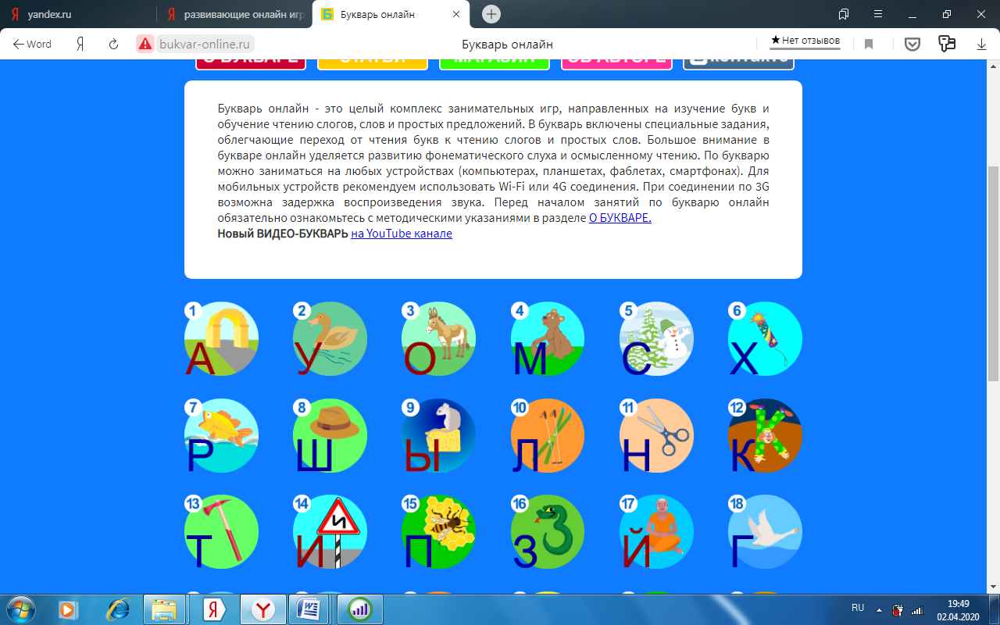 yandex.ru
развивающие онлайн игр
Букварь онлайн
Word
bukvar-online.ru
Букварь онлайн
★Нет отзывов
О БУКВАРЕ
СТАТЬИ
МАГАЗИН
ОБ АВТОРЕ
контакте
Букварь онлайн - это целый комплекс занимательных игр, направленных на изучение букв и
обучение чтению слогов, слов и простых предложений. В букварь включены специальные задания,
облегчающие переход от чтения букв к чтению слогов и простых слов. Большое внимание в
букваре онлайн уделяется развитию фонематического слуха и осмысленному чтению. По букварю
можно заниматься на любых устройствах (компьютерах, планшетах, фаблетах, смартфонах). Для
мобильных устройств рекомендуем использовать Wi-Fi или 4G соединения. При соединении по 3G
возможна задержка воспроизведения звука. Перед началом занятий по букварю онлайн
обязательно ознакомьтесь с методическими указаниями в разделе О БУКВАРЕ.
Новый ВИДЕО-БУКВАРЬ на YouTube канале
1 А
2 У
3 О
4 М
5 С
6 Х
7 Р
8 Ш
9 Ы
10 Л
11 Н
12 К
13 Т
14 И
15 П
16 З
17 Й
18 Г
RU
19:49
02.04.2020